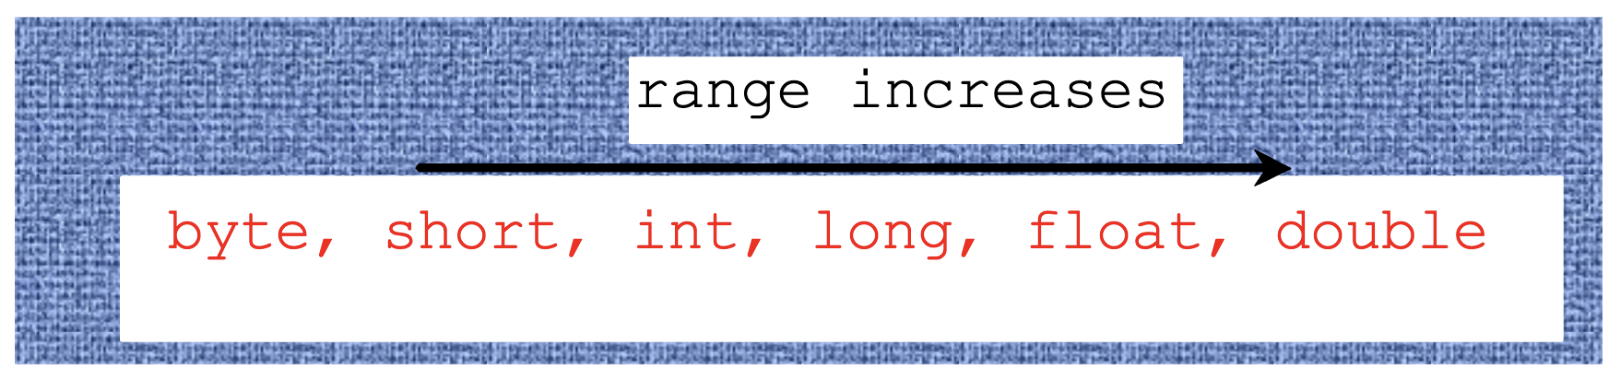 range increases
byte, short, int, long, float, double